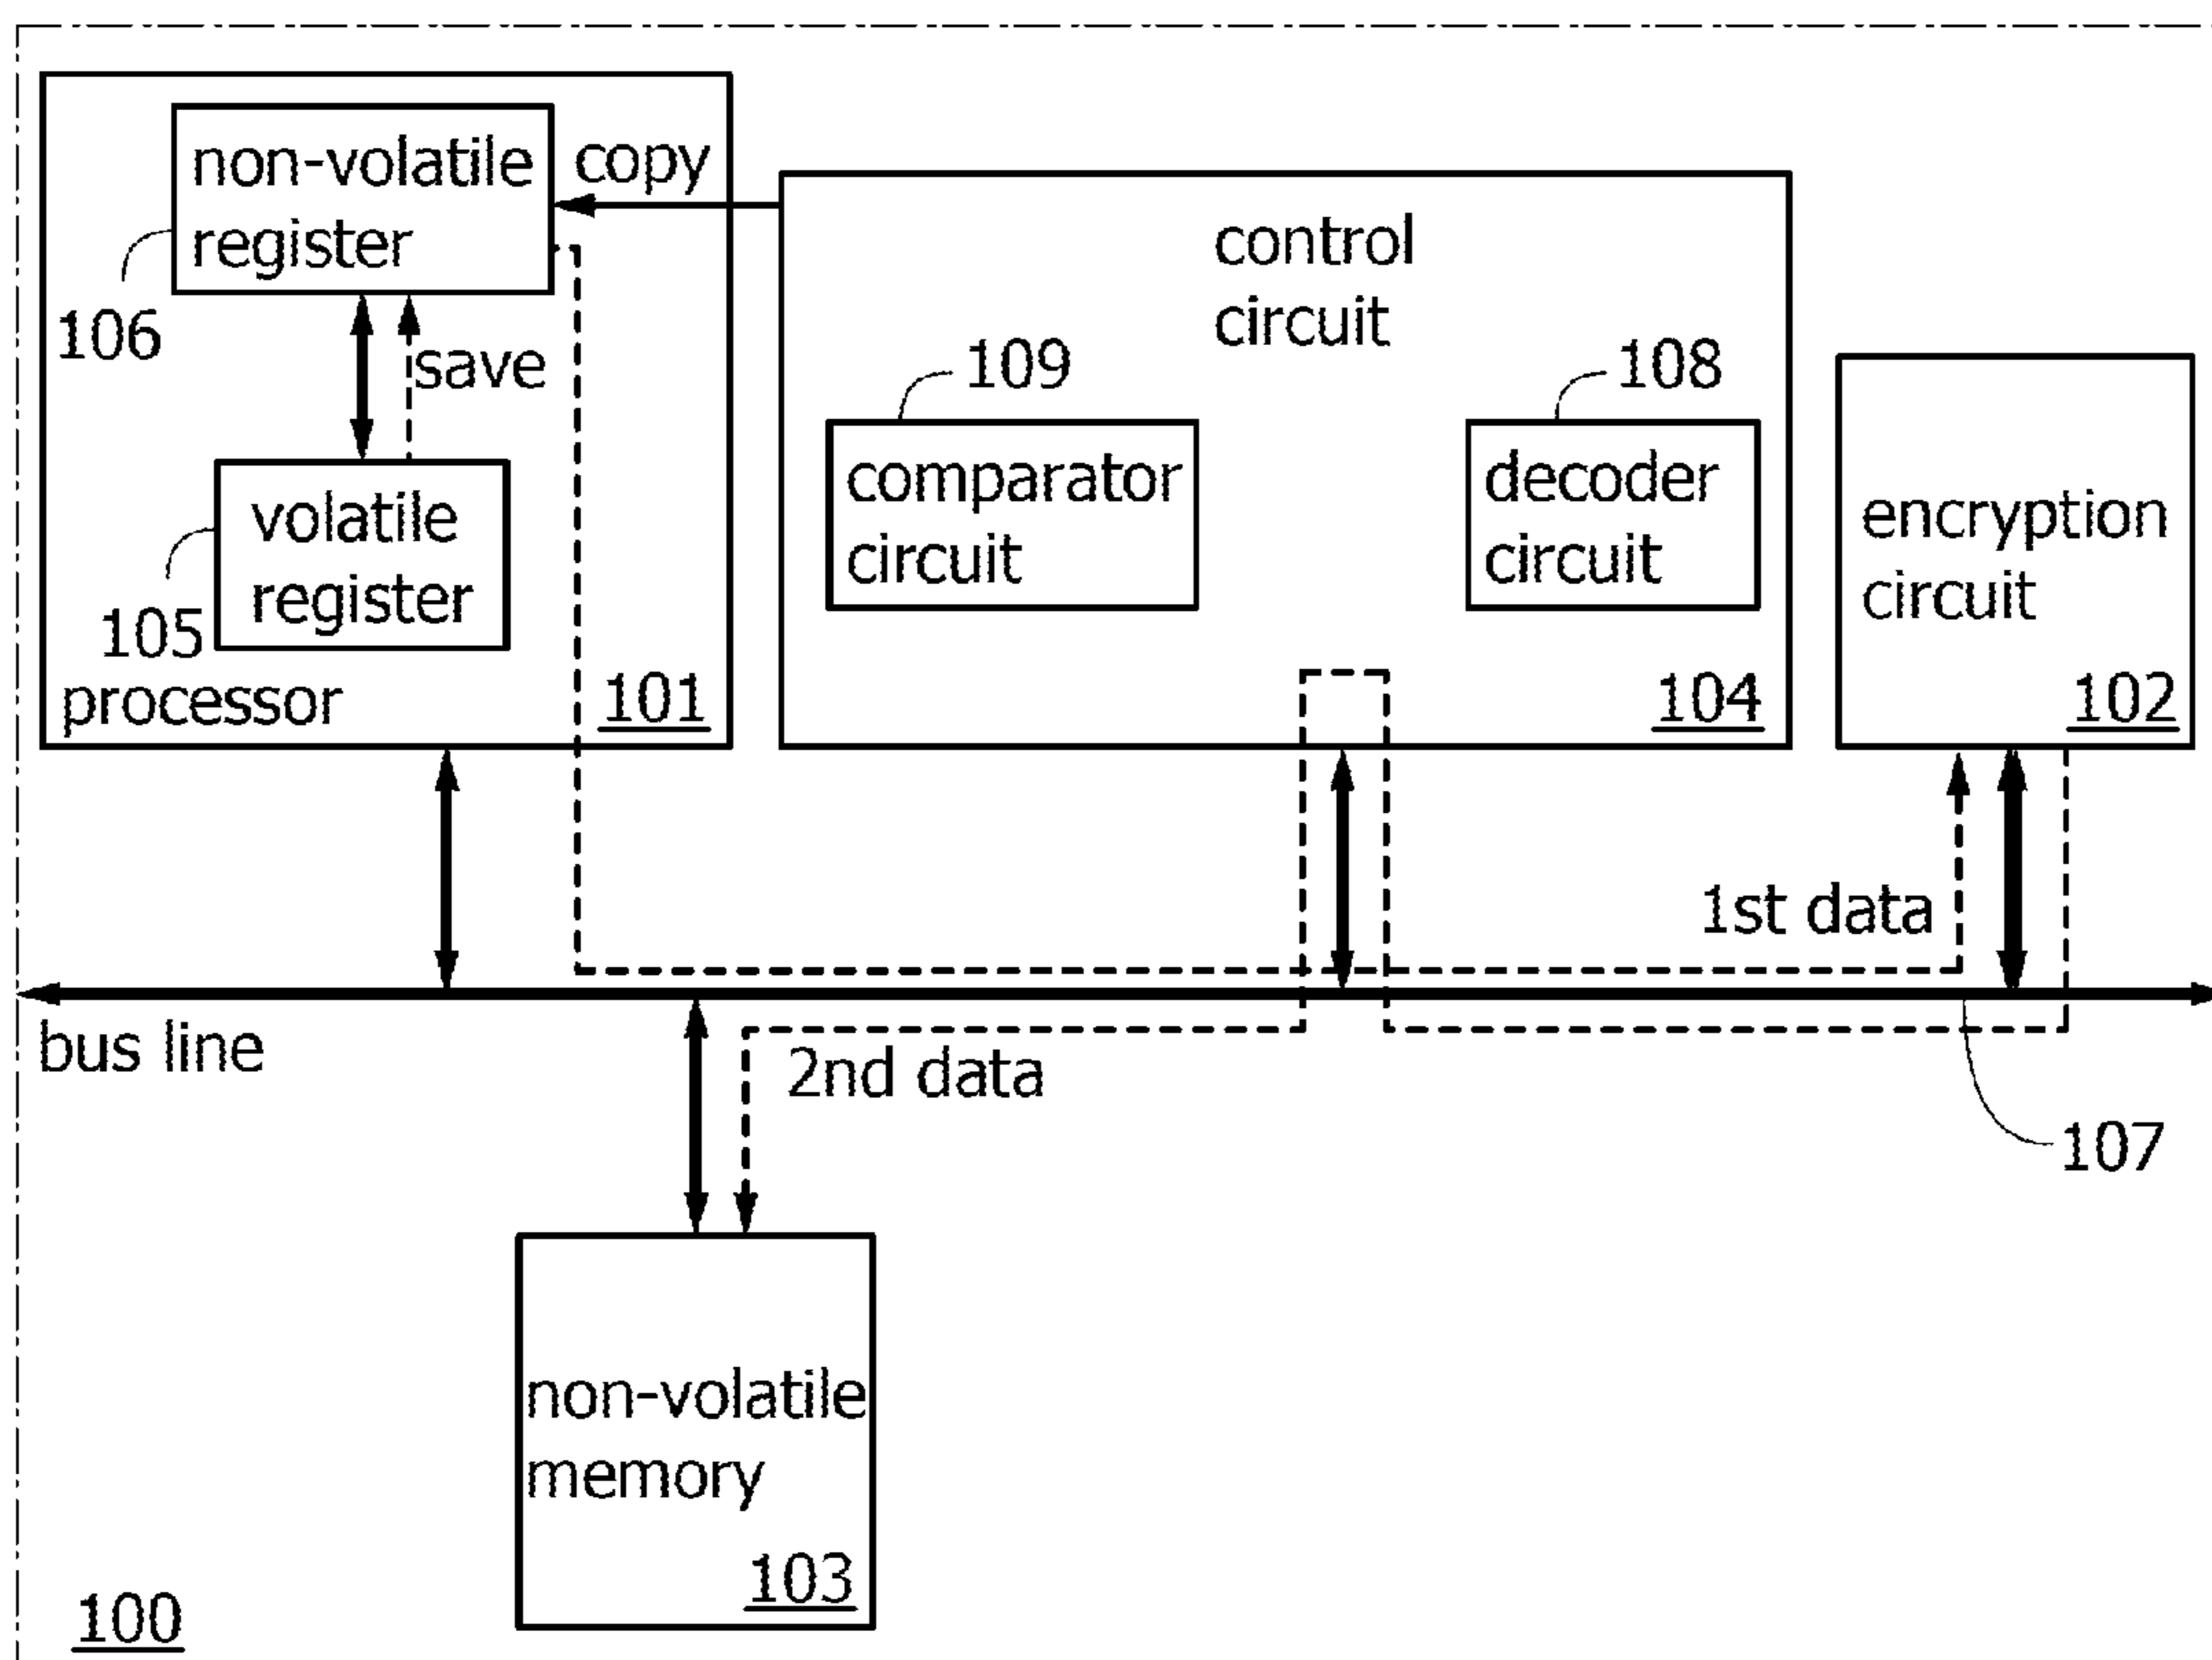 non-volatile
register
copy
106
save
volatile
register
105
processor
101
control
circuit
109
108
comparator
circuit
decoder
circuit
104
encryption
circuit
102
1st data
bus line
2nd data
107
non-volatile
memory
103
100